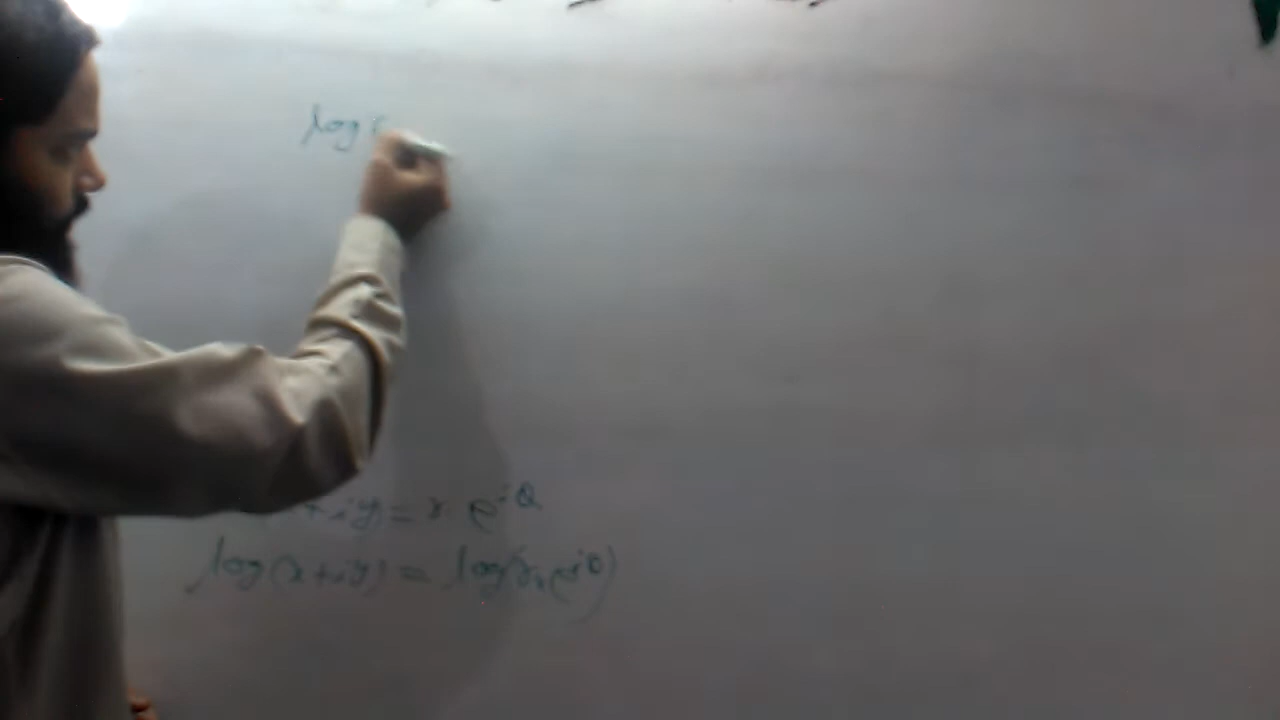 log(
x+iy = r e^{iθ}
log(x+iy) = log(r.e^{iθ})